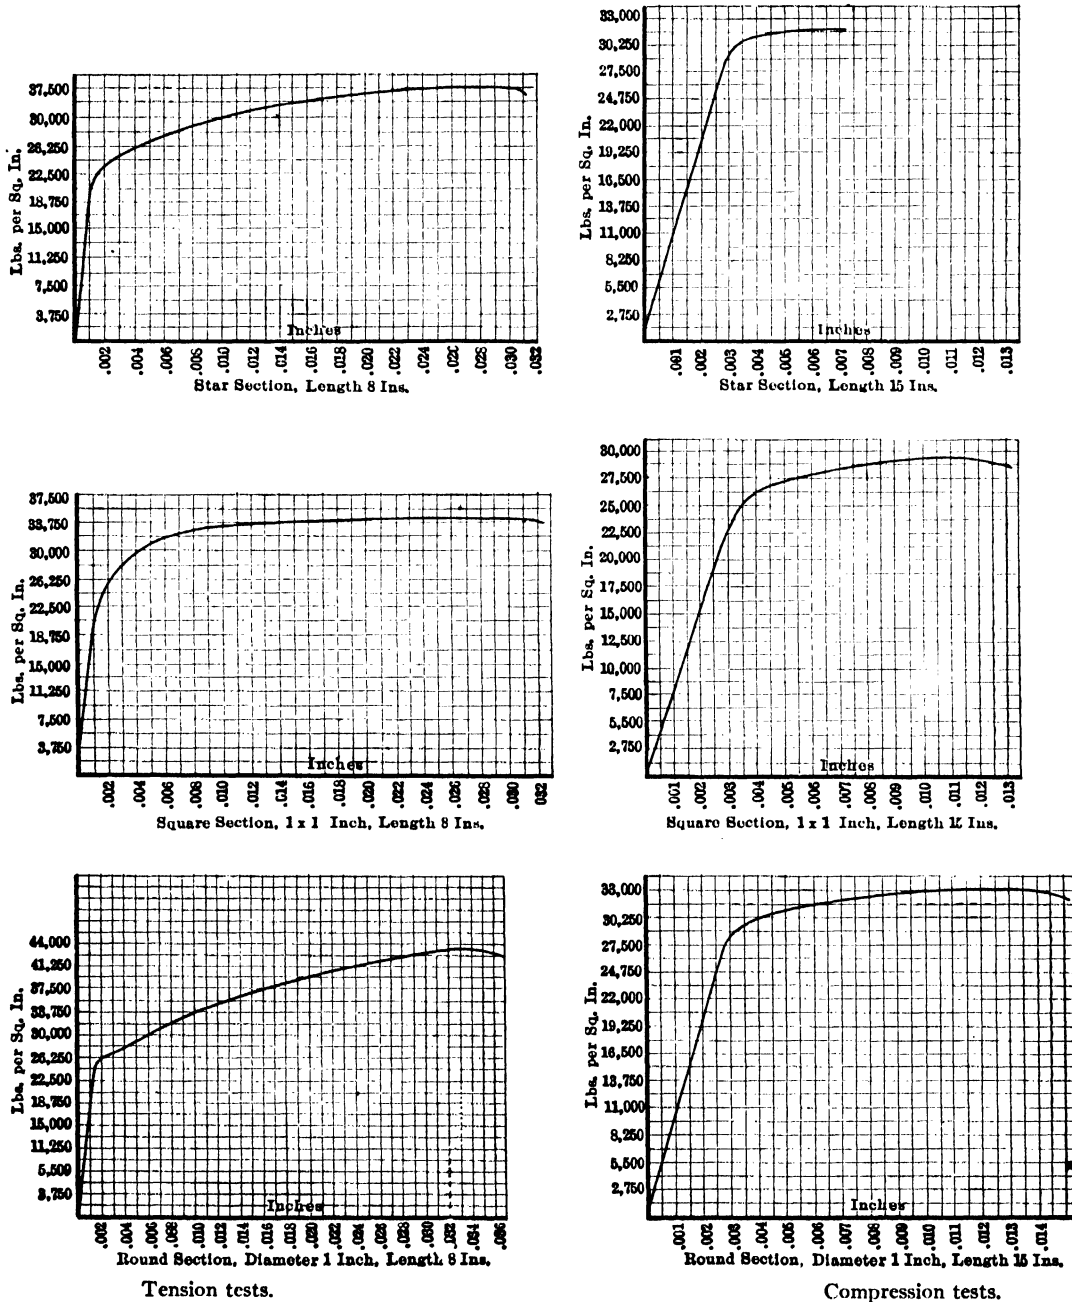 37,500
30,000
26,250
22,500
18,750
15,000
11,250
7,500
3,750
Lbs. per Sq. In.
Inches
.002 .004 .006 .008 .010 .012 .014 .016 .018 .020 .022 .024 .02C .028 .030 .032
Star Section, Length 8 Ins.
33,000
30,250
27,500
24,750
22,000
19,250
16,500
13,750
11,000
8,250
5,500
2,750
Lbs. per Sq. In.
Inches
.001 .002 .003 .004 .005 .006 .007 .008 .009 .010 .011 .012 .013
Star Section, Length 15 Ins.
37,500
33,750
30,000
26,250
22,500
18,750
15,000
11,250
7,500
3,750
Lbs. per Sq. In.
Inches
.002 .004 .006 .008 .010 .012 .014 .016 .018 .020 .022 .024 .026 .028 .030 .032
Square Section, 1 x 1 Inch, Length 8 Ins.
30,000
27,500
25,000
22,500
20,000
17,500
15,000
12,500
10,000
7,500
5,500
2,750
Lbs. per Sq. In.
Inches
.001 .002 .003 .004 .005 .006 .007 .008 .009 .010 .011 .012 .013
Square Section, 1 x 1 Inch, Length Ins.
44,000
41,250
37,500
33,750
30,000
26,250
22,500
18,750
15,000
11,250
5,500
3,750
Lbs. per Sq. In.
Inches
.002 .004 .006 .008 .010 .012 .014 .016 .018 .020 .022 .024 .026 .028 .030 .032 .034 .036
Round Section, Diameter 1 Inch, Length 8 Ins.
Tension tests.
33,000
30,250
27,500
24,750
22,000
19,250
16,500
13,750
11,000
8,250
5,500
2,750
Lbs. per Sq. In.
Inches
.001 .002 .003 .004 .005 .006 .007 .008 .009 .010 .011 .012 .013 .014
Round Section, Diameter 1 Inch, Length 15 Ins.
Compression tests.